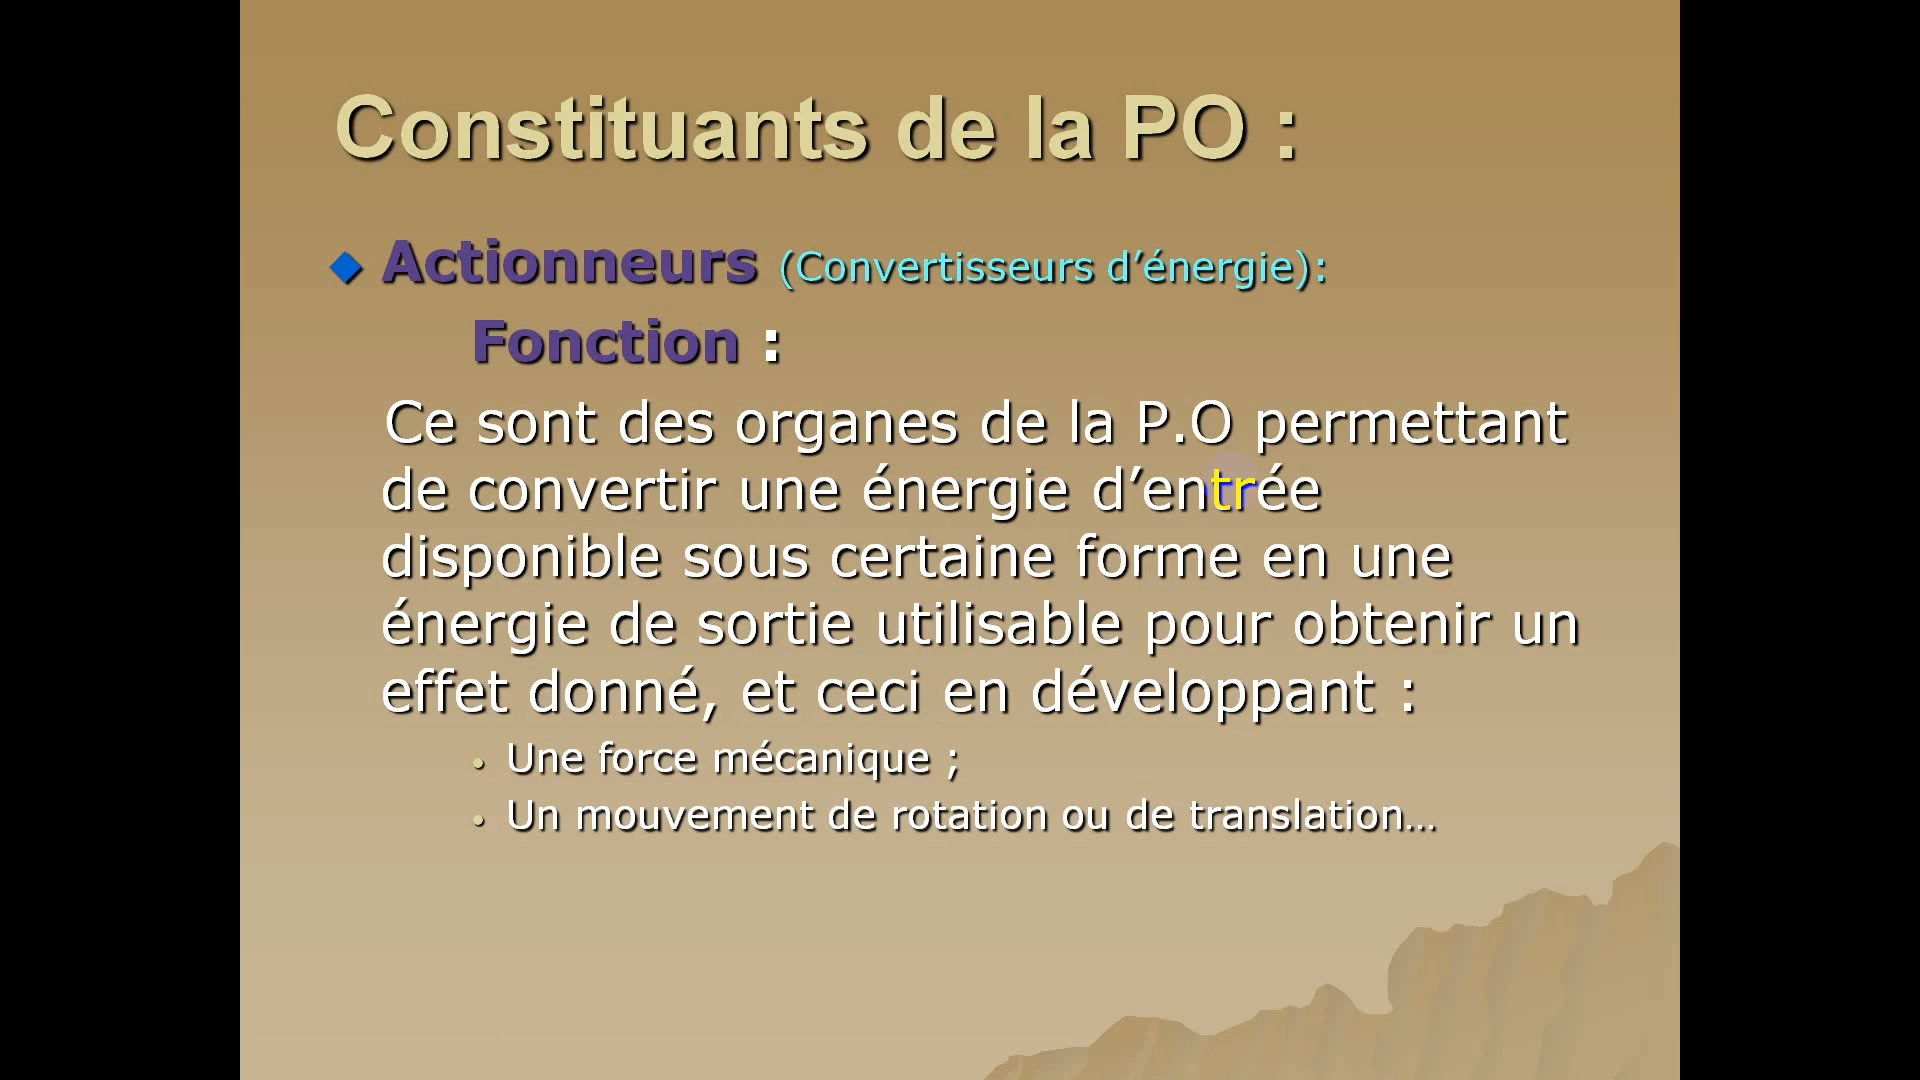 Constituants de la PO :
Actionneurs (Convertisseurs d’énergie):
Fonction :
Ce sont des organes de la P.O permettant
de convertir une énergie d’entrée
disponible sous certaine forme en une
énergie de sortie utilisable pour obtenir un
effet donné, et ceci en développant :
• Une force mécanique ;
• Un mouvement de rotation ou de translation…